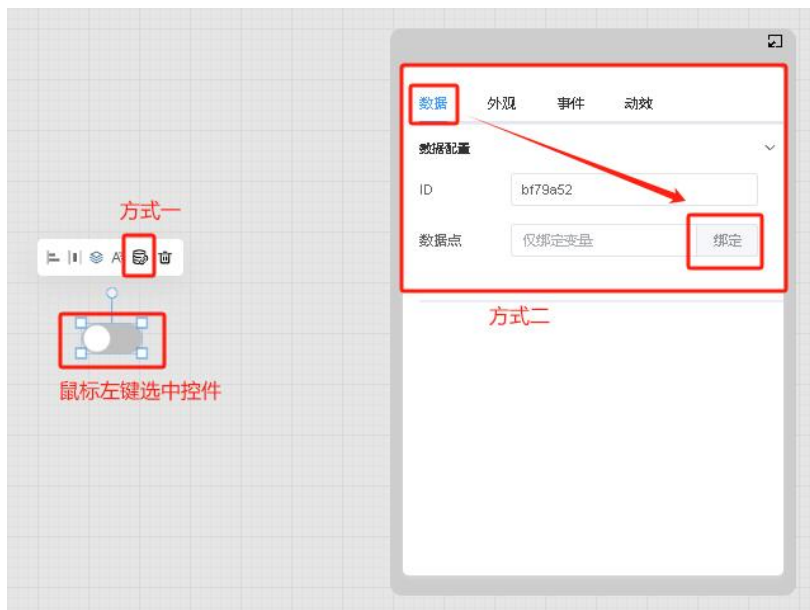 方式一
鼠标左键选中控件
数据 外观 事件 动效
数据配置
ID bf79a52
数据点 仅绑定变量 绑定
方式二